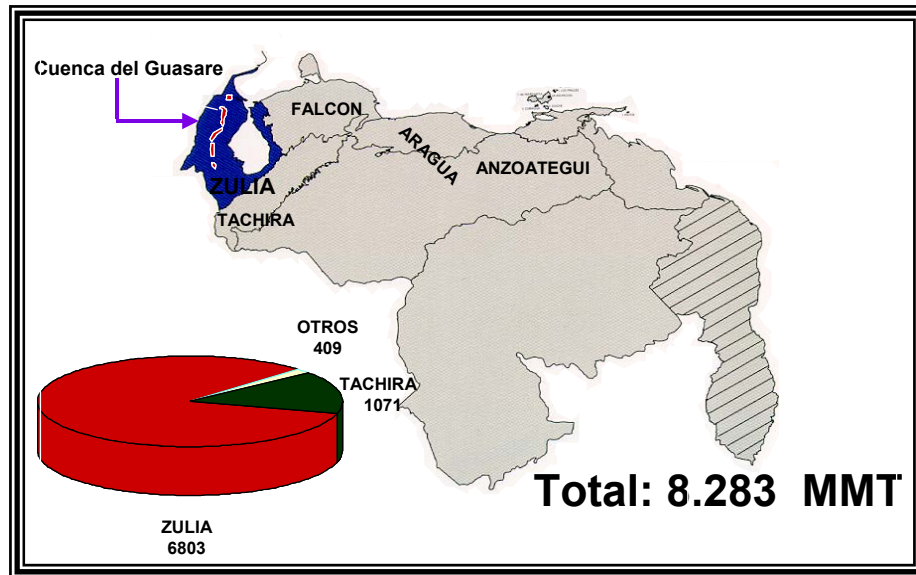 Cuenca del Guasare
FALCON
ARAGUA
ANZOATEGUI
ZULIA
TACHIRA
OTROS
409
TACHIRA
1071
Total: 8.283 MMT
ZULIA
6803